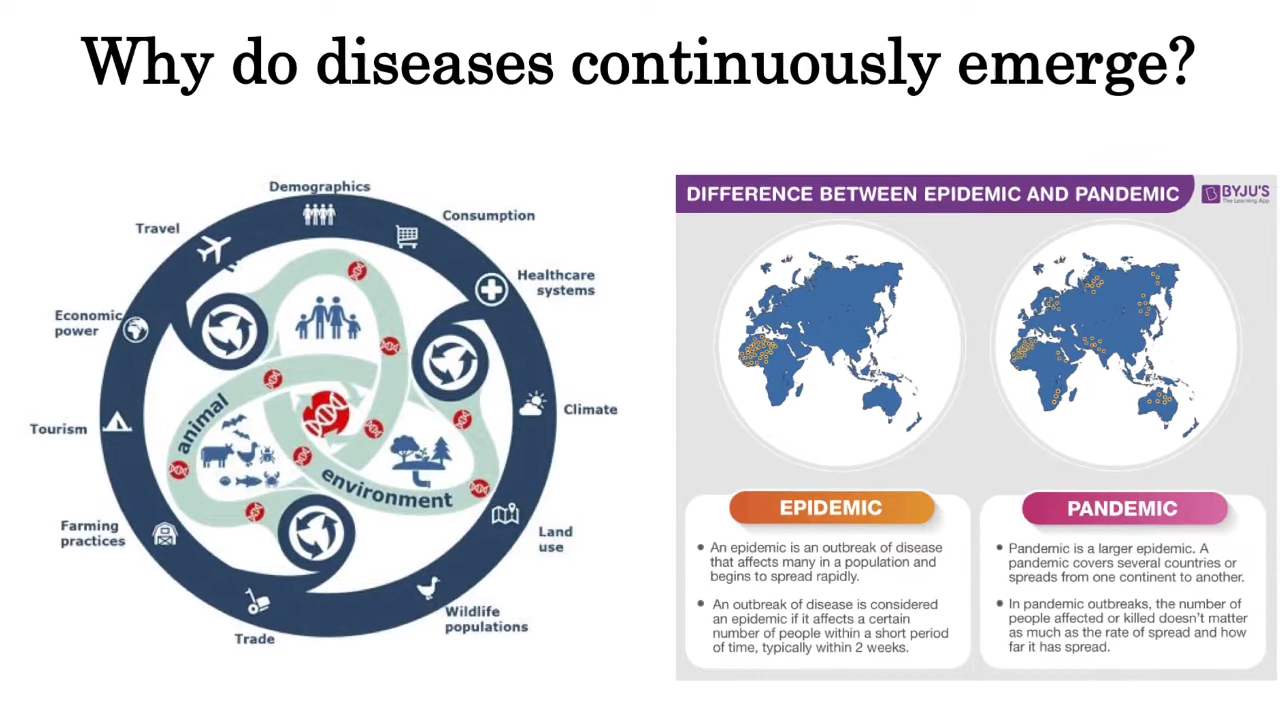 Why do diseases continuously emerge?
Demographics
Consumption
Travel
Healthcare
systems
Economic
power
Climate
Tourism
animal
environment
Farming
practices
Land
use
Wildlife
populations
Trade
DIFFERENCE BETWEEN EPIDEMIC AND PANDEMIC
BYJU'S
The Learning App
EPIDEMIC
• An epidemic is an outbreak of disease
that affects many in a population and
begins to spread rapidly.
• An outbreak of disease is considered
an epidemic if it affects a certain
number of people within a short period
of time, typically within 2 weeks.
PANDEMIC
• Pandemic is a larger epidemic. A
pandemic covers several countries or
spreads from one continent to another.
• In pandemic outbreaks, the number of
people affected or killed doesn't matter
as much as the rate of spread and how
far it has spread.